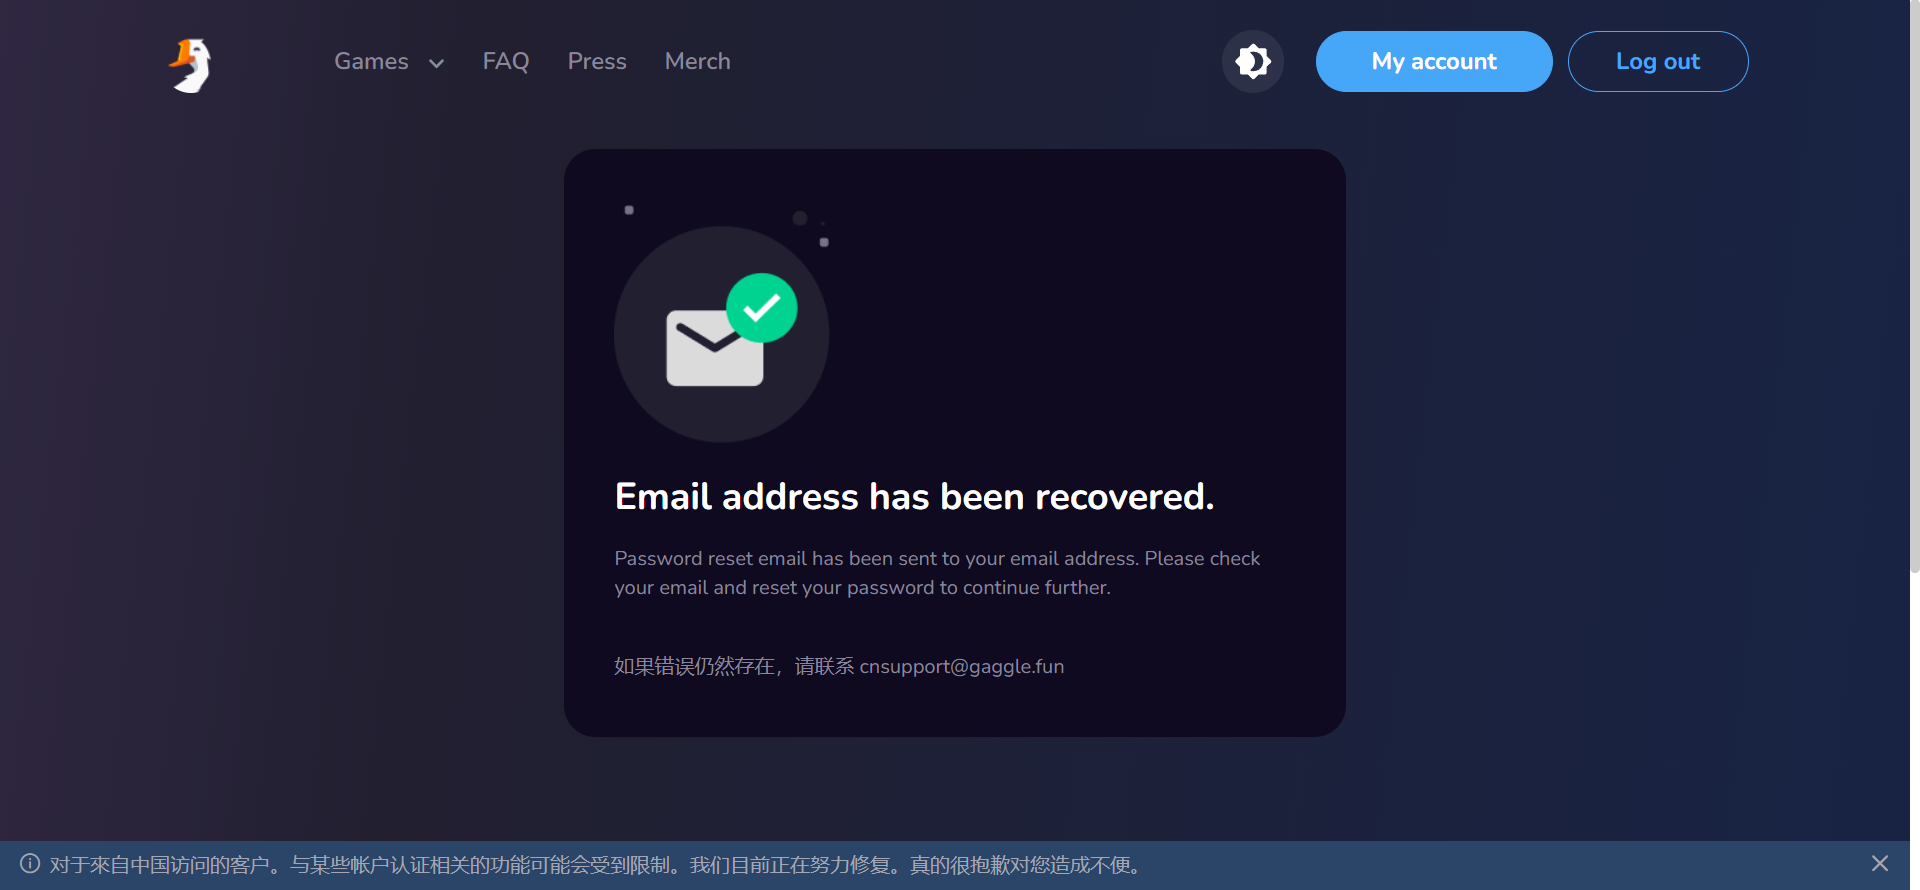 Games FAQ Press Merch My account Log out
Email address has been recovered.
Password reset email has been sent to your email address. Please check
your email and reset your password to continue further.
如果错误仍然存在，请联系 cnsupport@gaggle.fun
对于來自中国访问的客户。与某些帐户认证相关的功能可能会受到限制。我们目前正在努力修复。真的很抱歉对您造成不便。